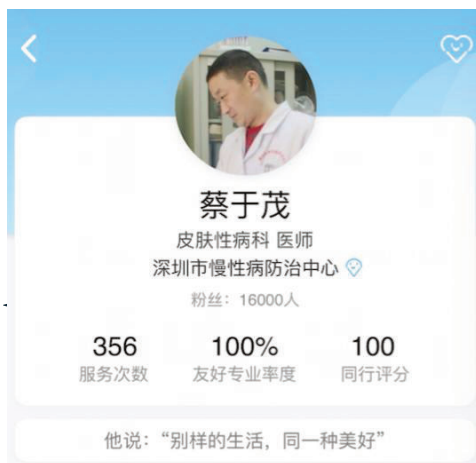 蔡于茂
皮肤性病科 医师
深圳市慢性病防治中心
粉丝：16000人
356 100% 100
服务次数 友好专业率度 同行评分
他说：“别样的生活，同一种美好”